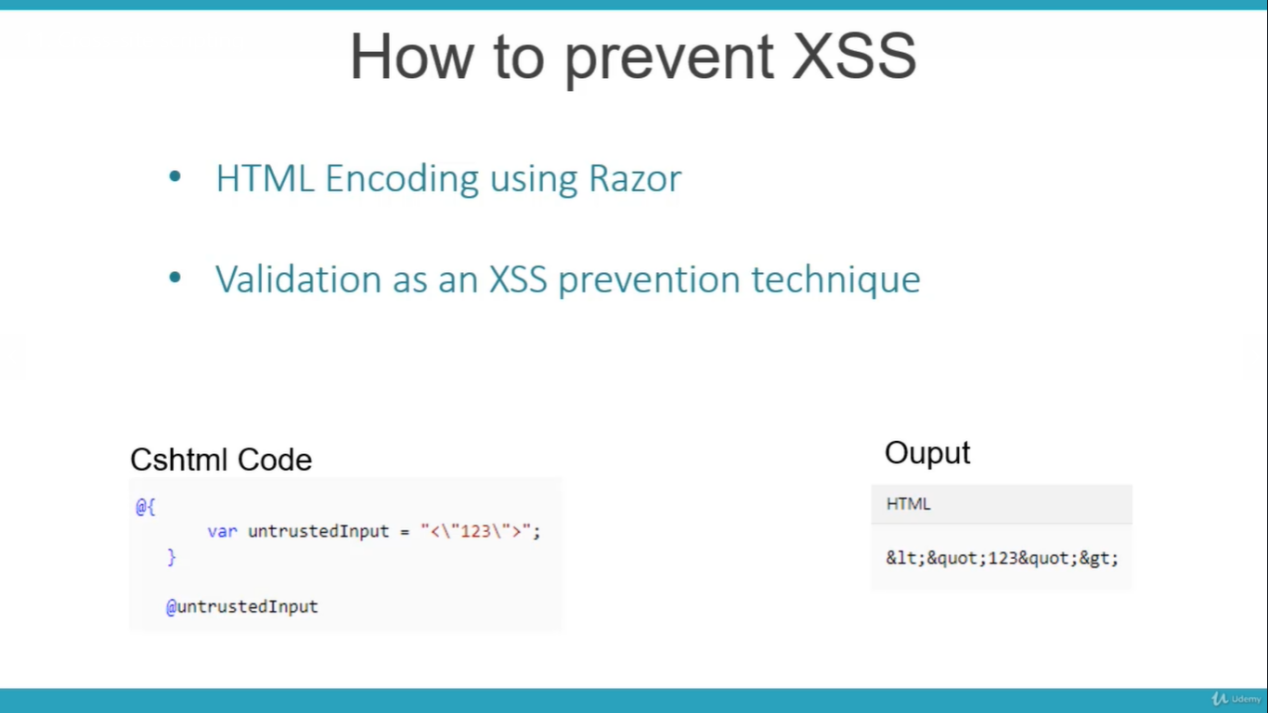 How to prevent XSS
• HTML Encoding using Razor
• Validation as an XSS prevention technique
Cshtml Code
@{
var untrustedInput = "<\"123\">";
}
@untrustedInput
Ouput
HTML
&lt;&quot;123&quot;&gt;
Udemy